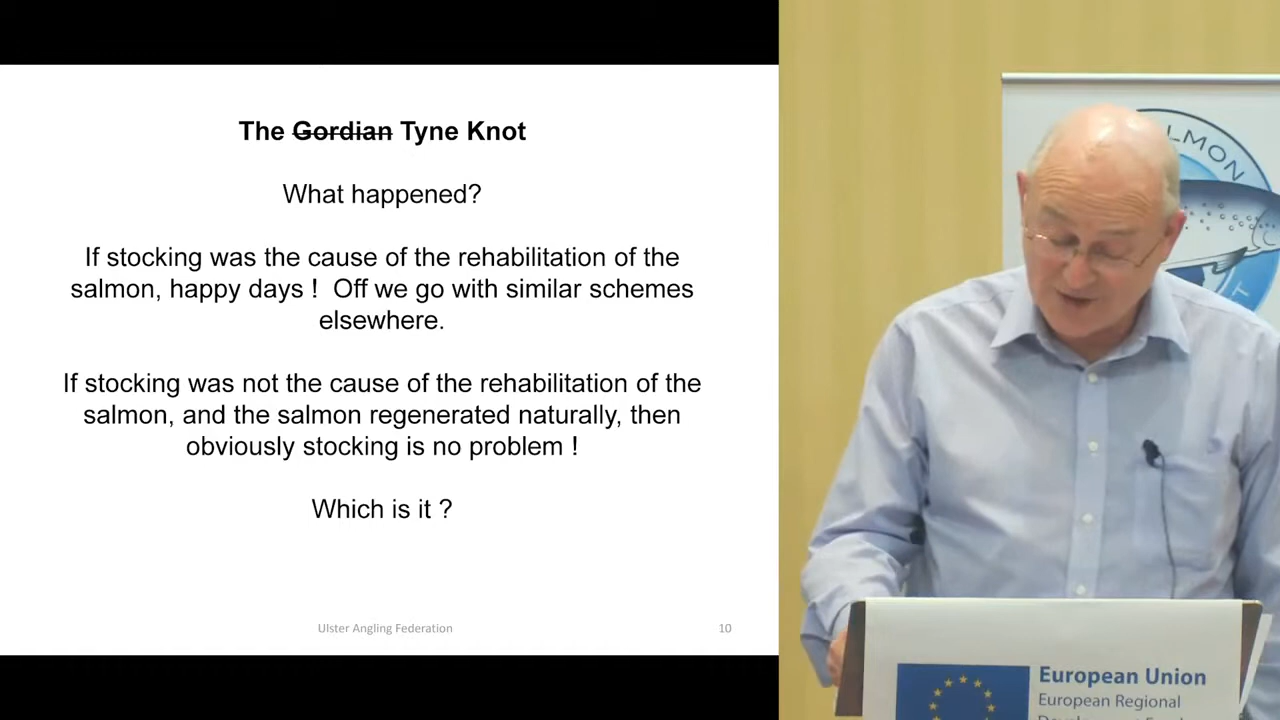 The Gordian Tyne Knot
What happened?
If stocking was the cause of the rehabilitation of the
salmon, happy days ! Off we go with similar schemes
elsewhere.
If stocking was not the cause of the rehabilitation of the
salmon, and the salmon regenerated naturally, then
obviously stocking is no problem !
Which is it ?
Ulster Angling Federation
10
LMON
T
European Union
European Regional